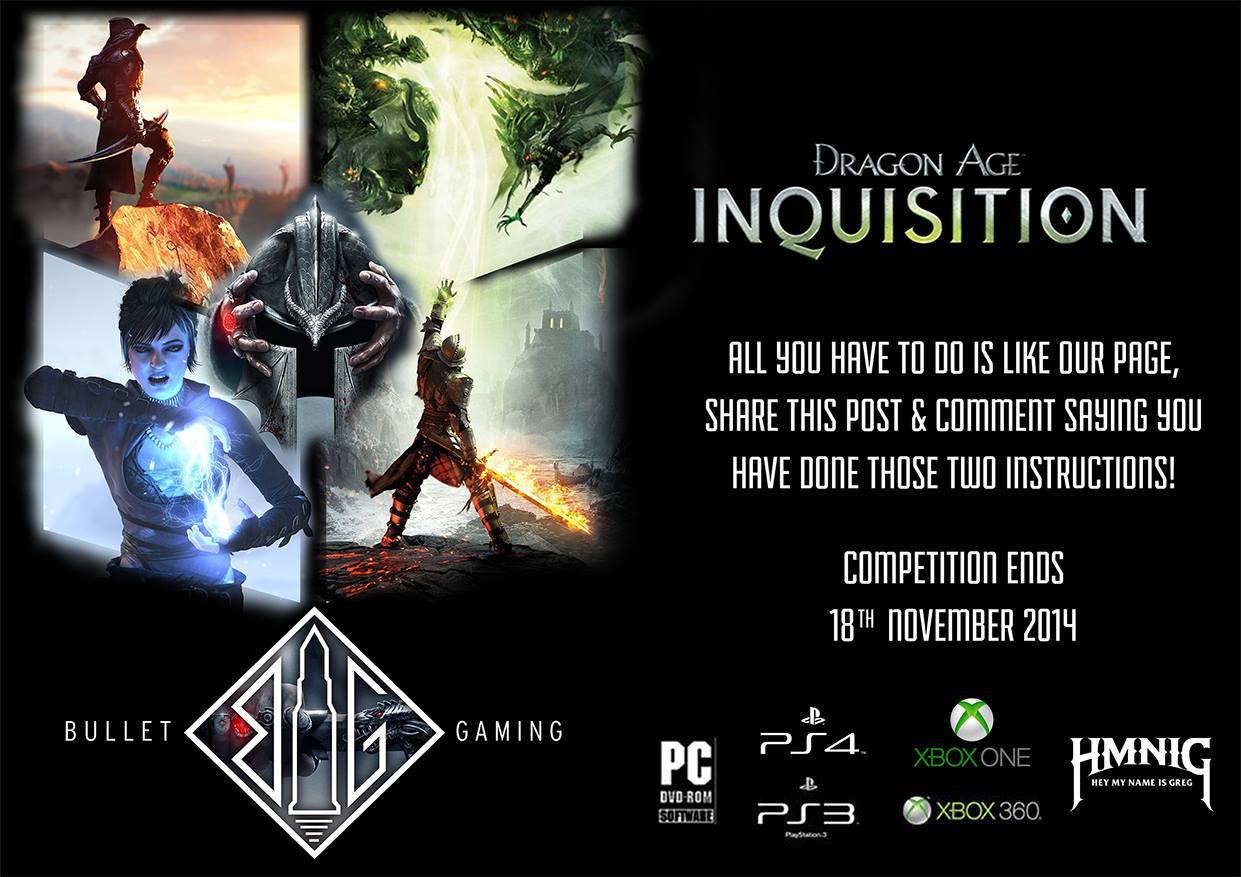 DRAGON AGE
INQUISITION
ALL YOU HAVE TO DO IS LIKE OUR PAGE,
SHARE THIS POST & COMMENT SAYING YOU
HAVE DONE THOSE TWO INSTRUCTIONS!
COMPETITION ENDS
18TH NOVEMBER 2014
BULLET BG GAMING
PC
DVD-ROM
SOFTWARE
PS4™
PS3
PlayStation 3
XBOX ONE
XBOX 360.
HMNIG
HEY MY NAME IS GREG